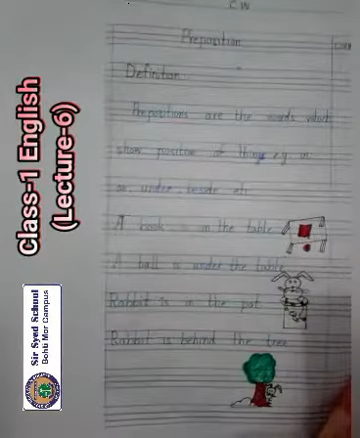 C.W
Preposition
Definition:
Prepositions are the words which
show position of things e.g in
on, under beside etc
A book is on the table
A ball is under the table
Rabbit is in the pot
Rabbit is behind the tree
Class-1 English
(Lecture-6)
Sir Syed School
Bohti Mor Campus